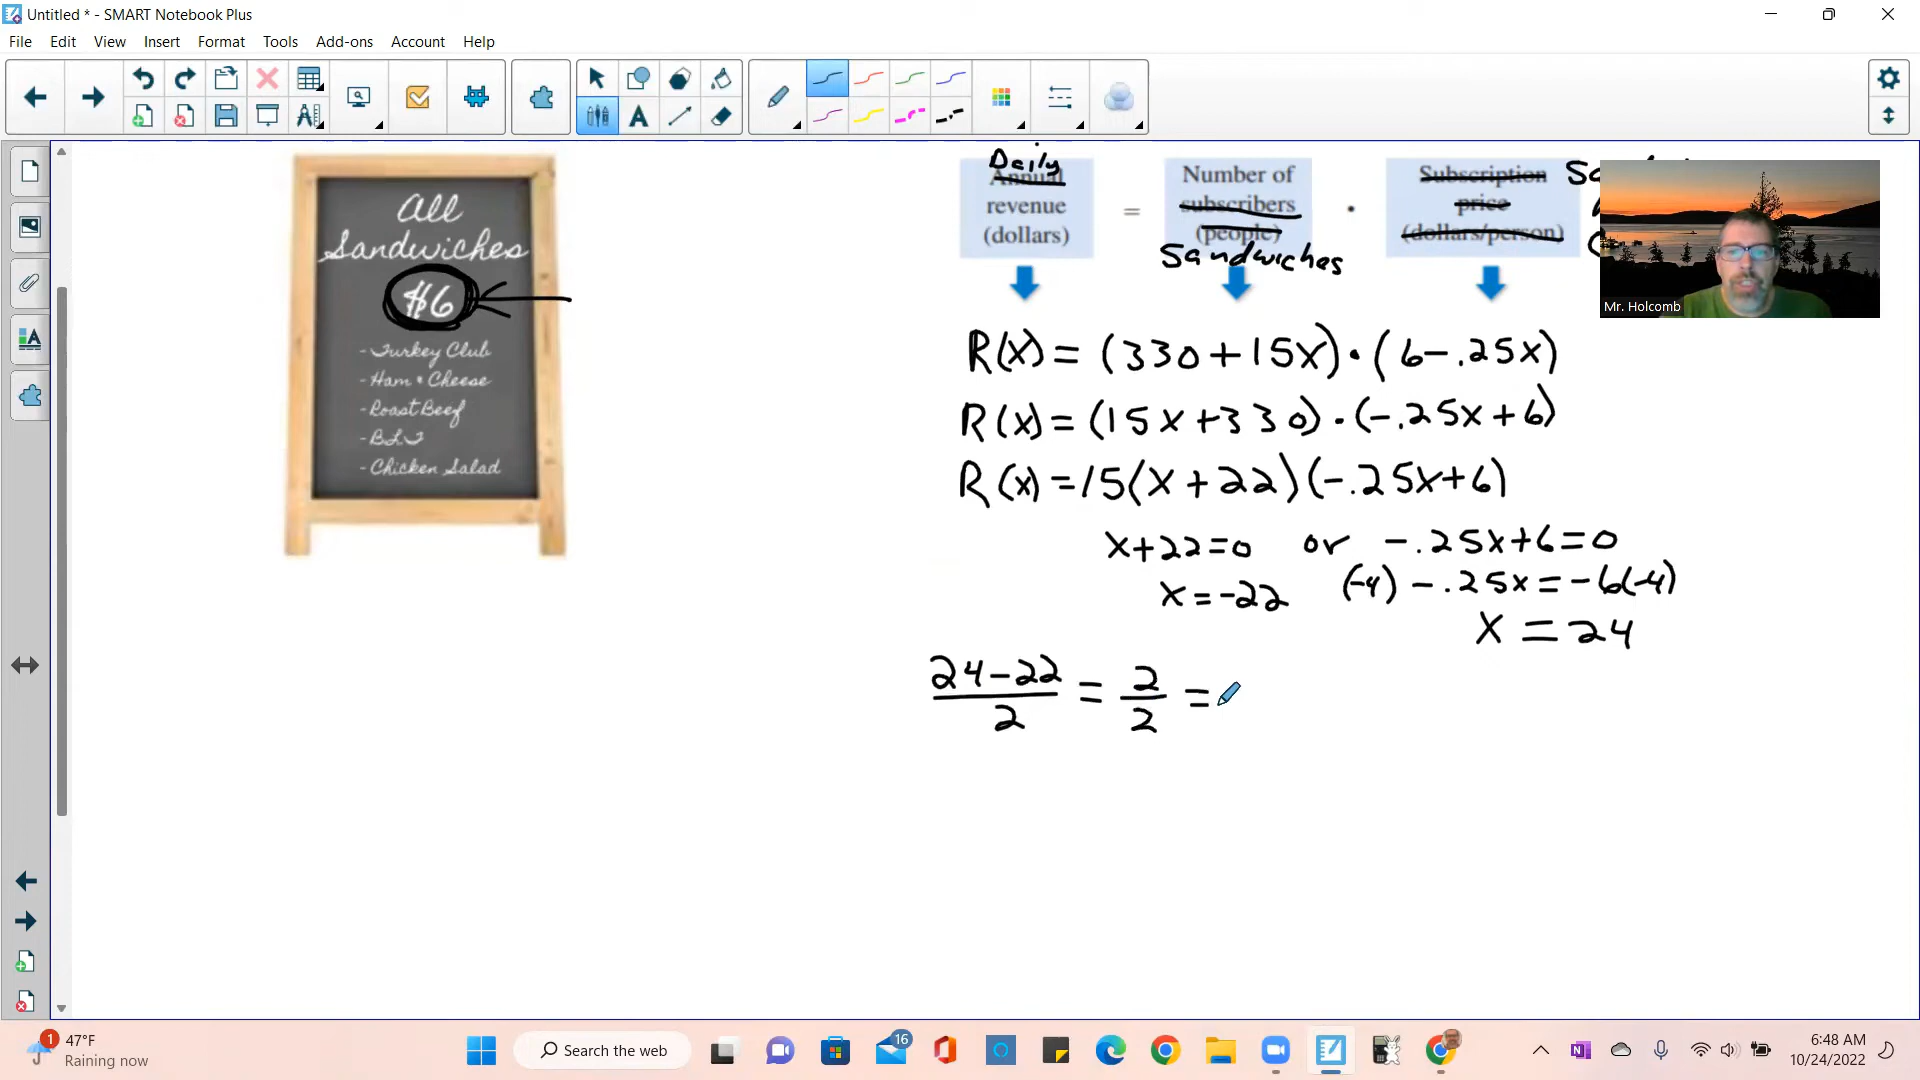 Untitled * - SMART Notebook Plus
File Edit View Insert Format Tools Add-ons Account Help
All
Sandwiches
$6
- Turkey Club
- Ham & Cheese
- Roast Beef
- BLT
- Chicken Salad
Daily
Annual
revenue
(dollars)
=
Number of
subscribers
(people)
Sandwiches
·
Subscription
price
(dollars/person)
Mr. Holcomb
R(x) = (330+15x)·(6-.25x)
R(x) = (15x+330)·(-.25x+6)
R(x) = 15(x+22)(-.25x+6)
x+22=0 or -.25x+6=0
x=-22 (-4) -.25x=-6(-4)
x = 24
24-22
2
=
2
2
=
1
47°F
Raining now
Search the web
16
6:48 AM
10/24/2022